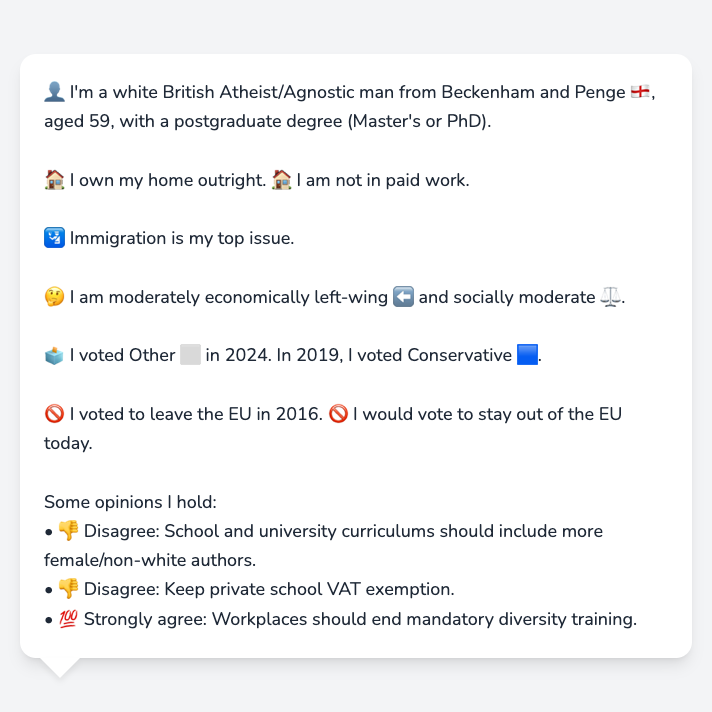 👤 I'm a white British Atheist/Agnostic man from Beckenham and Penge 🏴󠁧󠁢󠁥󠁮󠁧󠁿,
aged 59, with a postgraduate degree (Master's or PhD).
🏠 I own my home outright. 🏠 I am not in paid work.
🛂 Immigration is my top issue.
🤔 I am moderately economically left-wing ⬅️ and socially moderate ⚖️.
🗳️ I voted Other ⬜ in 2024. In 2019, I voted Conservative 🟦.
🚫 I voted to leave the EU in 2016. 🚫 I would vote to stay out of the EU
today.
Some opinions I hold:
• 👎 Disagree: School and university curriculums should include more
female/non-white authors.
• 👎 Disagree: Keep private school VAT exemption.
• 💯 Strongly agree: Workplaces should end mandatory diversity training.